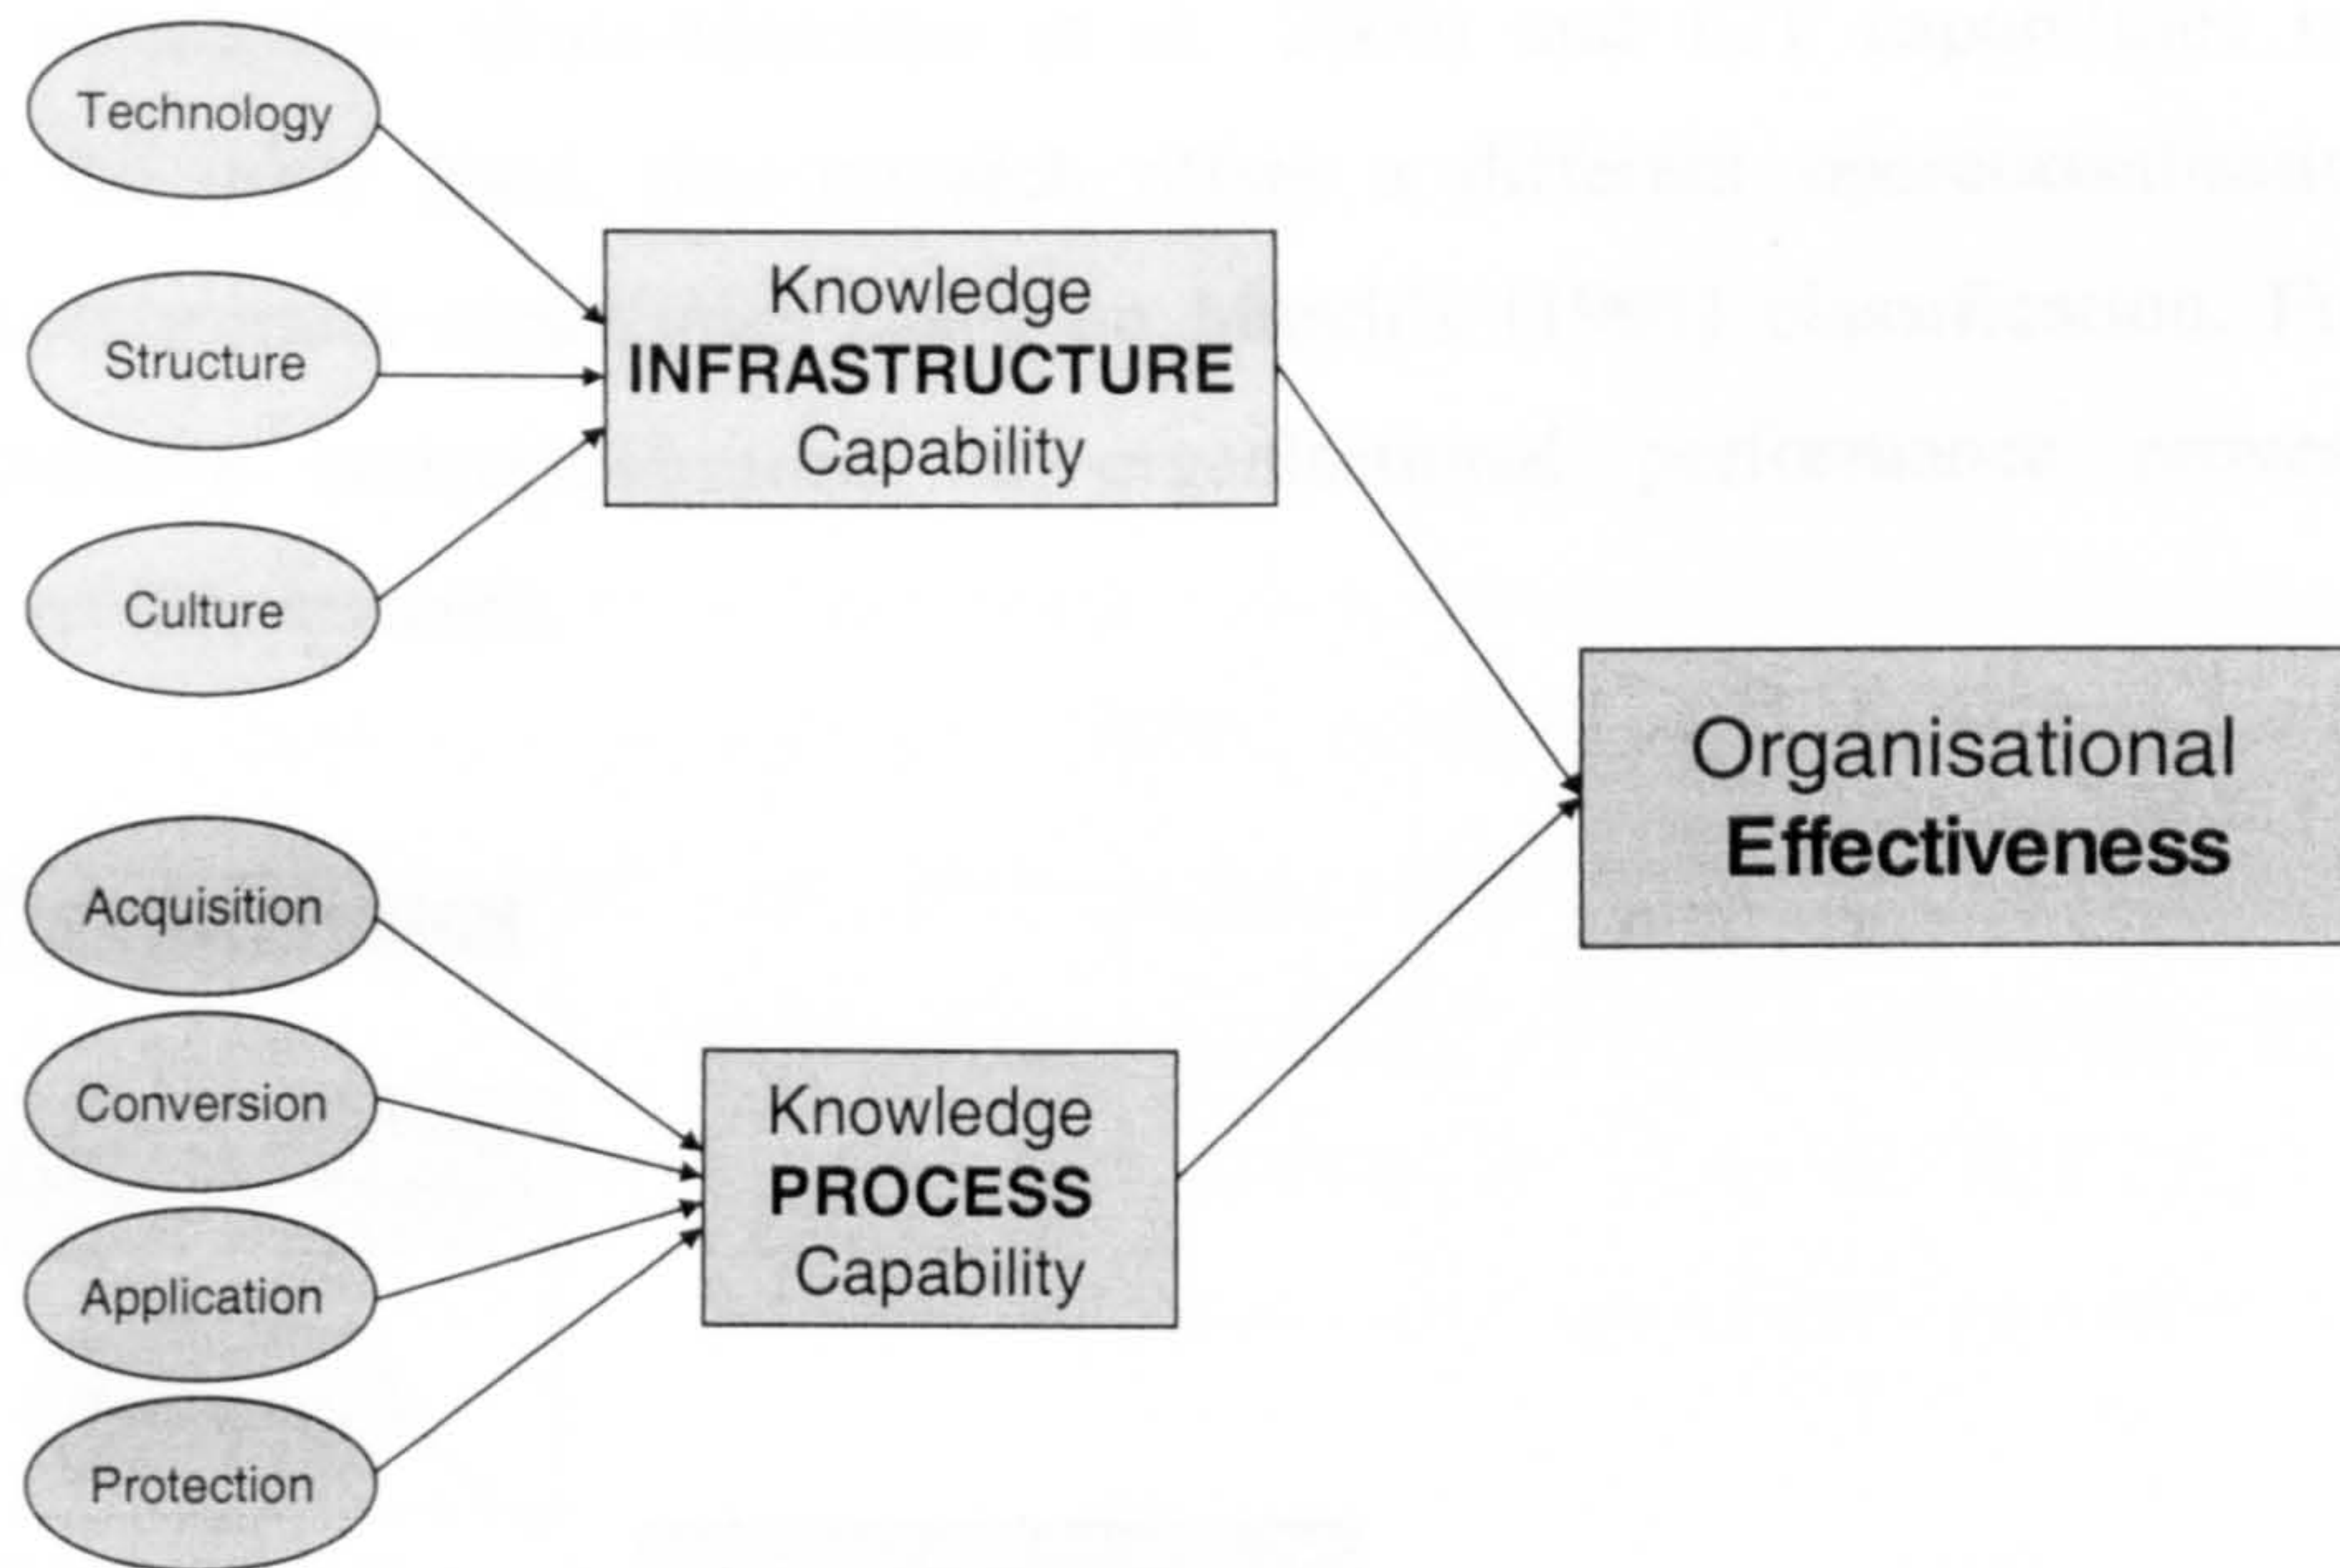 Technology
Structure
Culture
Knowledge
INFRASTRUCTURE
Capability
Acquisition
Conversion
Application
Protection
Knowledge
PROCESS
Capability
Organisational
Effectiveness